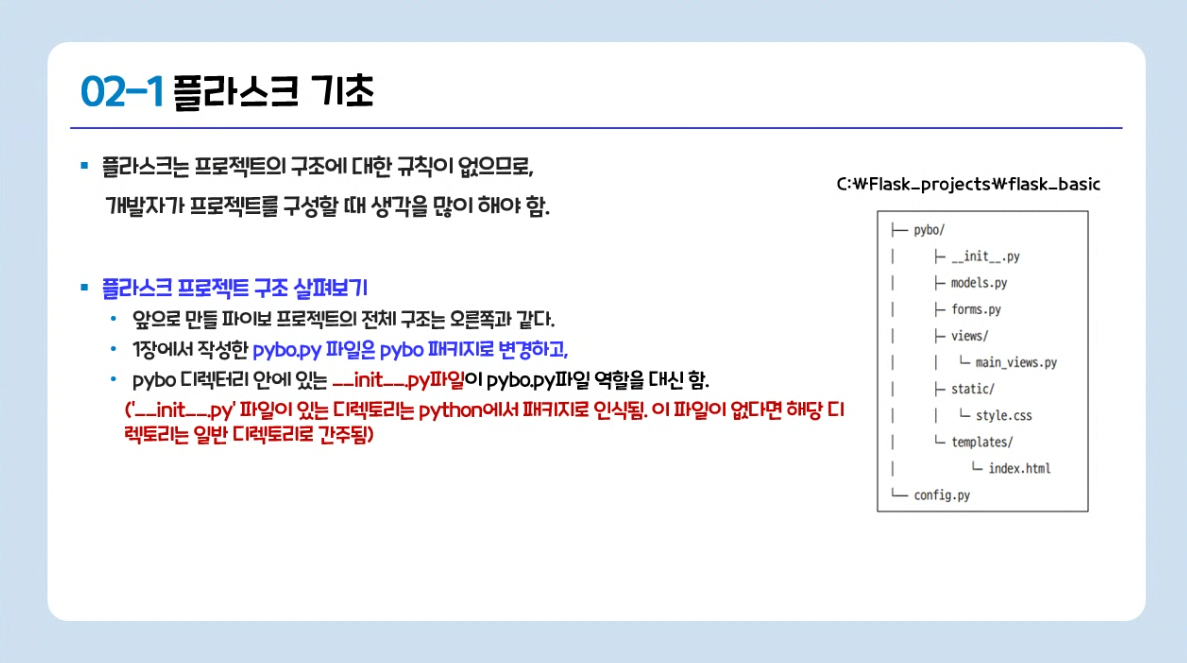 02-1 플라스크 기초
▪ 플라스크는 프로젝트의 구조에 대한 규칙이 없으므로,
개발자가 프로젝트를 구성할 때 생각을 많이 해야 함.
▪ 플라스크 프로젝트 구조 살펴보기
• 앞으로 만들 파이보 프로젝트의 전체 구조는 오른쪽과 같다.
• 1장에서 작성한 pybo.py 파일은 pybo 패키지로 변경하고,
• pybo 디렉터리 안에 있는 __init__.py파일이 pybo.py파일 역할을 대신 함.
('__init__.py' 파일이 있는 디렉토리는 python에서 패키지로 인식됨. 이 파일이 없다면 해당 디
렉토리는 일반 디렉토리로 간주됨)
C:₩Flask_projects₩flask_basic
├── pybo/
│ ├─ __init__.py
│ ├─ models.py
│ ├─ forms.py
│ ├─ views/
│ │ └─ main_views.py
│ ├─ static/
│ │ └─ style.css
│ └─ templates/
│ └─ index.html
└── config.py